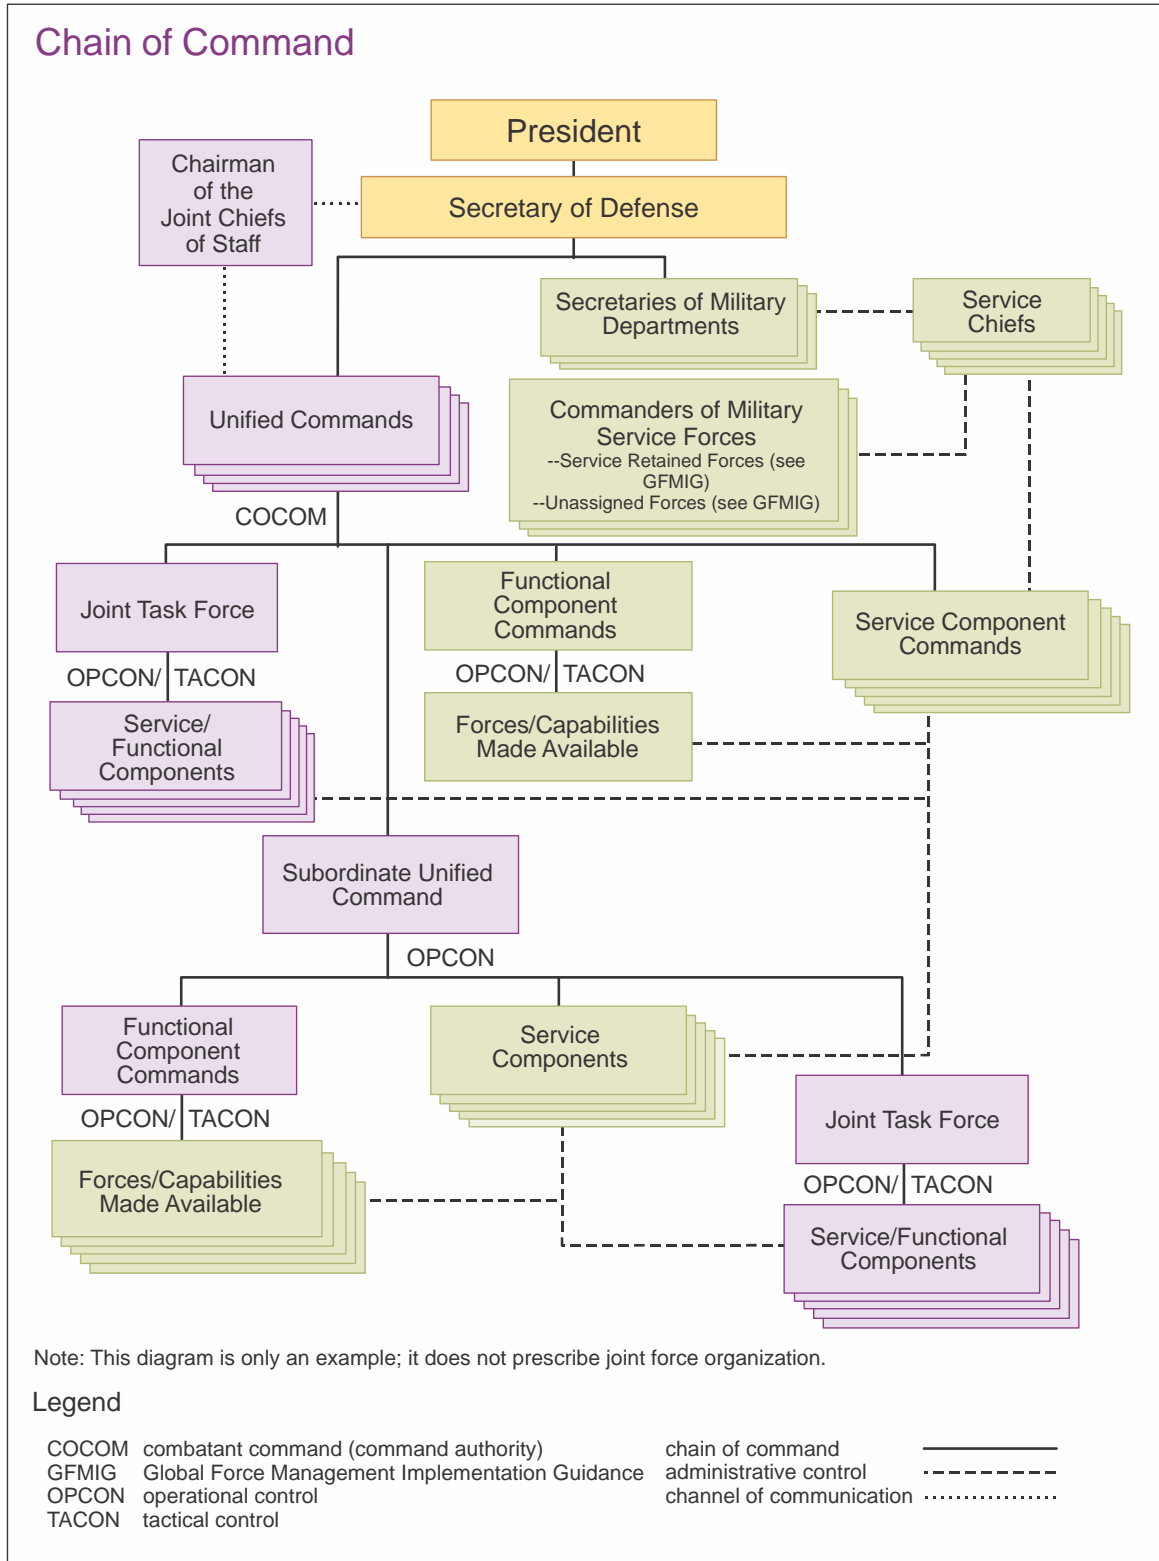 Chain of Command
President
Chairman
of the
Joint Chiefs
of Staff
Secretary of Defense
Secretaries of Military
Departments
Service
Chiefs
Unified Commands
Commanders of Military
Service Forces
--Service Retained Forces (see
GFMIG)
--Unassigned Forces (see GFMIG)
COCOM
Joint Task Force
Functional
Component
Commands
Service Component
Commands
OPCON/ TACON
OPCON/ TACON
Service/
Functional
Components
Forces/Capabilities
Made Available
Subordinate Unified
Command
OPCON
Functional
Component
Commands
Service
Components
Joint Task Force
OPCON/ TACON
Forces/Capabilities
Made Available
OPCON/ TACON
Service/Functional
Components
Note: This diagram is only an example; it does not prescribe joint force organization.
Legend
COCOM combatant command (command authority)
GFMIG Global Force Management Implementation Guidance
OPCON operational control
TACON tactical control
chain of command
administrative control
channel of communication